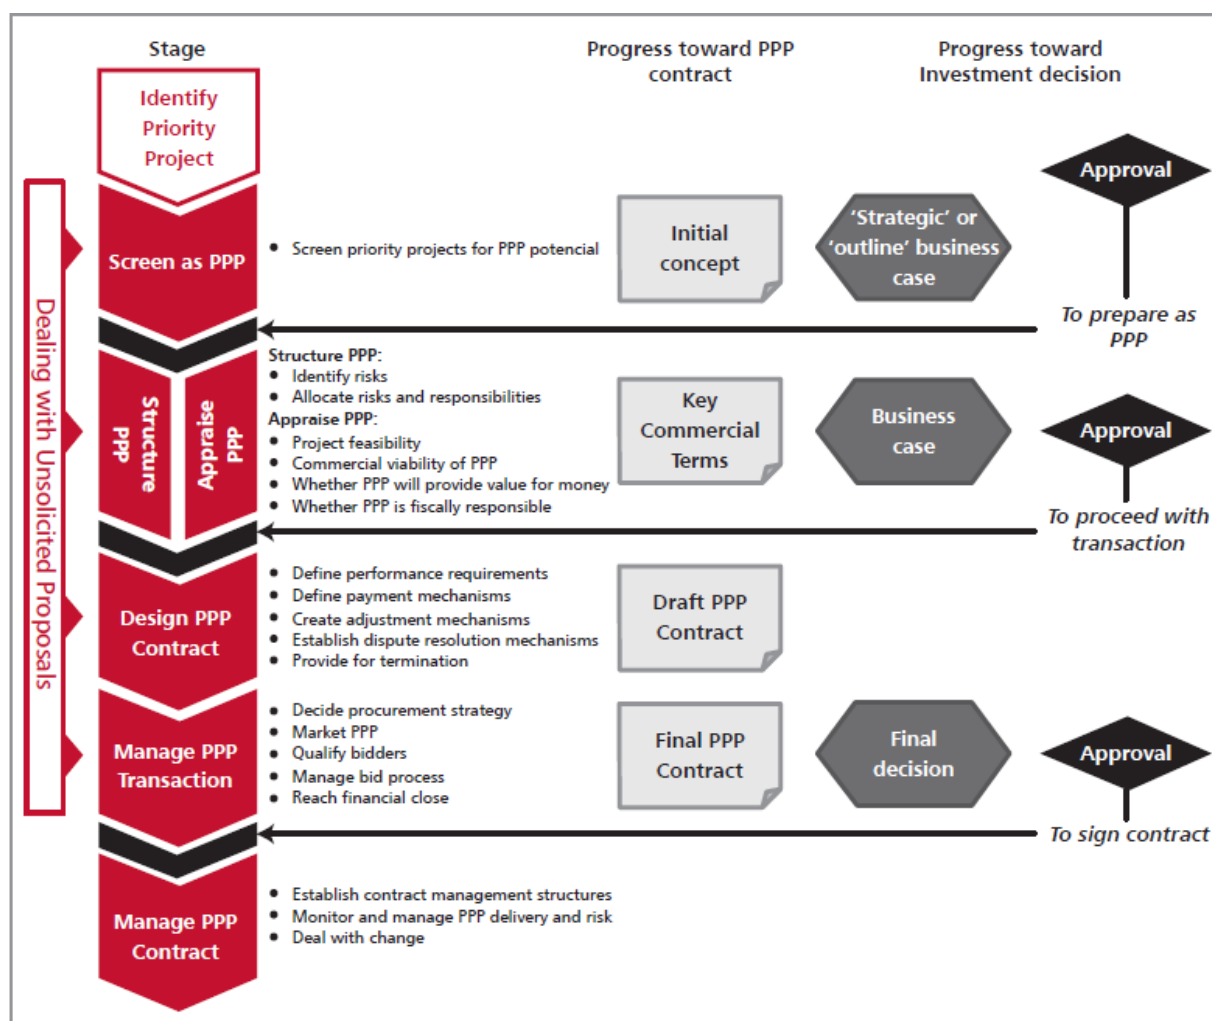 Stage
Progress toward PPP
contract
Progress toward
Investment decision
Identify
Priority
Project
Approval
Dealing with Unsolicited Proposals
Screen as PPP
• Screen priority projects for PPP potencial
Initial
concept
‘Strategic’ or
‘outline’ business
case
To prepare as
PPP
Structure
PPP
Appraise
PPP
Structure PPP:
• Identify risks
• Allocate risks and responsibilities
Appraise PPP:
• Project feasibility
• Commercial viability of PPP
• Whether PPP will provide value for money
• Whether PPP is fiscally responsible
Key
Commercial
Terms
Business
case
Approval
To proceed with
transaction
Design PPP
Contract
• Define performance requirements
• Define payment mechanisms
• Create adjustment mechanisms
• Establish dispute resolution mechanisms
• Provide for termination
Draft PPP
Contract
Manage PPP
Transaction
• Decide procurement strategy
• Market PPP
• Qualify bidders
• Manage bid process
• Reach financial close
Final PPP
Contract
Final
decision
Approval
To sign contract
Manage PPP
Contract
• Establish contract management structures
• Monitor and manage PPP delivery and risk
• Deal with change